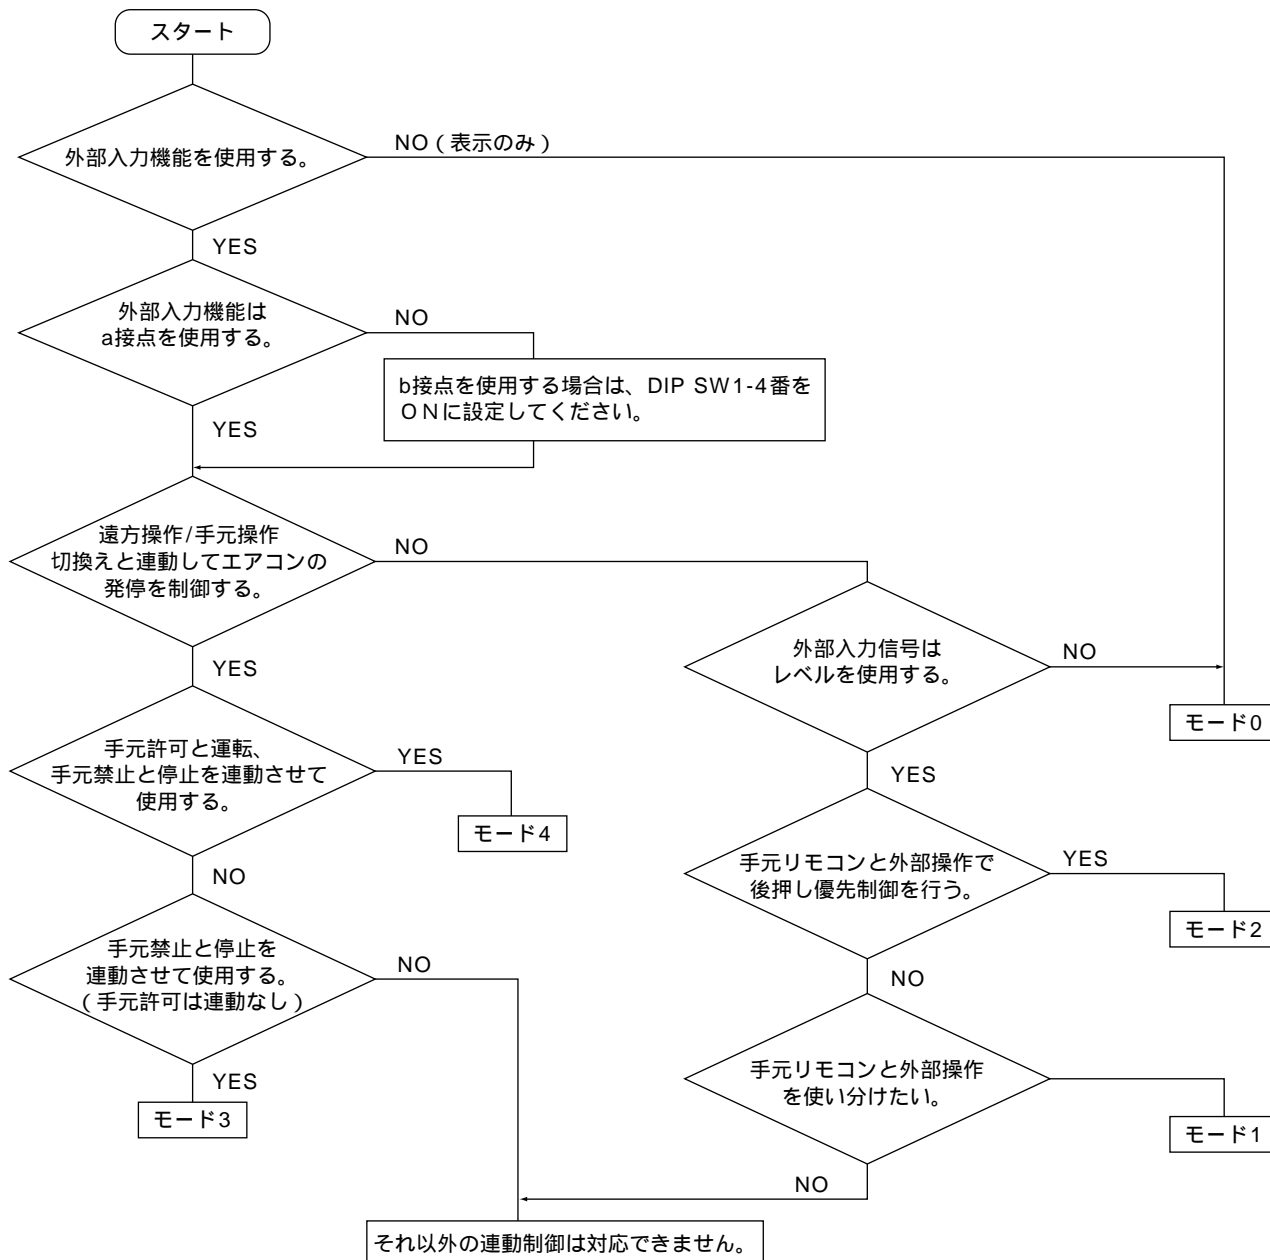 スタート
外部入力機能を使用する。
NO（表示のみ）
YES
外部入力機能は
a接点を使用する。
NO
b接点を使用する場合は、DIP SW1-4番を
ＯＮに設定してください。
YES
遠方操作/手元操作
切換えと連動してエアコンの
発停を制御する。
NO
外部入力信号は
レベルを使用する。
NO
モード0
YES
YES
手元許可と運転、
手元禁止と停止を連動させて
使用する。
YES
モード4
手元リモコンと外部操作で
後押し優先制御を行う。
YES
モード2
NO
NO
手元禁止と停止を
連動させて使用する。
（手元許可は連動なし）
NO
YES
モード3
手元リモコンと外部操作
を使い分けたい。
モード1
NO
それ以外の連動制御は対応できません。